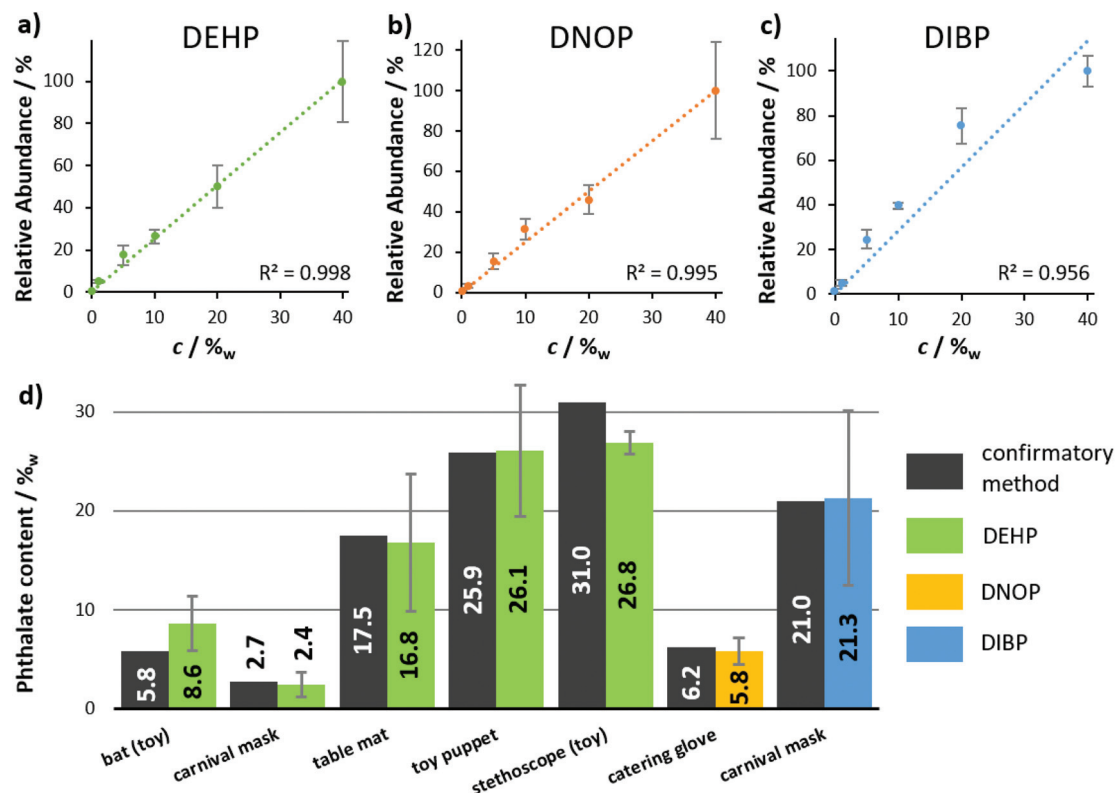 a)
DEHP
Relative Abundance / %
100
80
60
40
20
0
0 10 20 30 40
R² = 0.998
c / %w
b)
DNOP
Relative Abundance / %
120
100
80
60
40
20
0
0 10 20 30 40
R² = 0.995
c / %w
c)
DIBP
Relative Abundance / %
100
80
60
40
20
0
0 10 20 30 40
R² = 0.956
c / %w
d)
Phthalate content / %w
30
20
10
0
5.8 8.6 2.7 2.4 17.5 16.8 25.9 26.1 31.0 26.8 6.2 5.8 21.0 21.3
bat (toy)
carnival mask
table mat
toy puppet
stethoscope (toy)
catering glove
carnival mask
confirmatory
method
DEHP
DNOP
DIBP